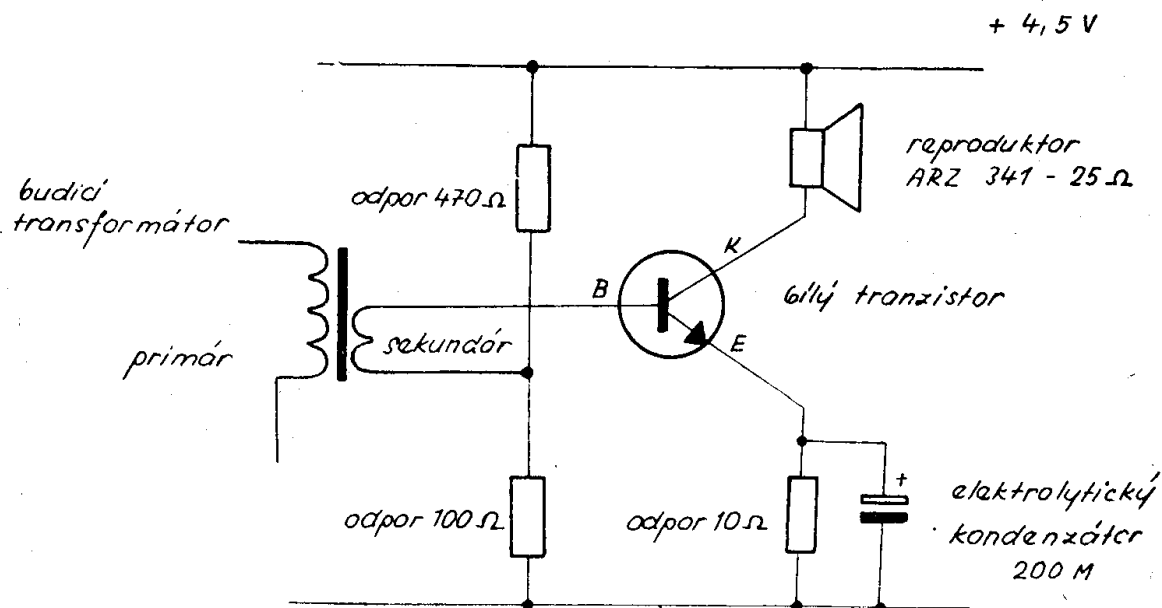 + 4,5 V
reproduktor
ARZ 341 - 25 Ω
odpor 470 Ω
budicí
transformátor
K
B
bílý tranzistor
E
sekundár
primár
+
elektrolytický
kondenzátor
200 M
odpor 100 Ω
odpor 10 Ω